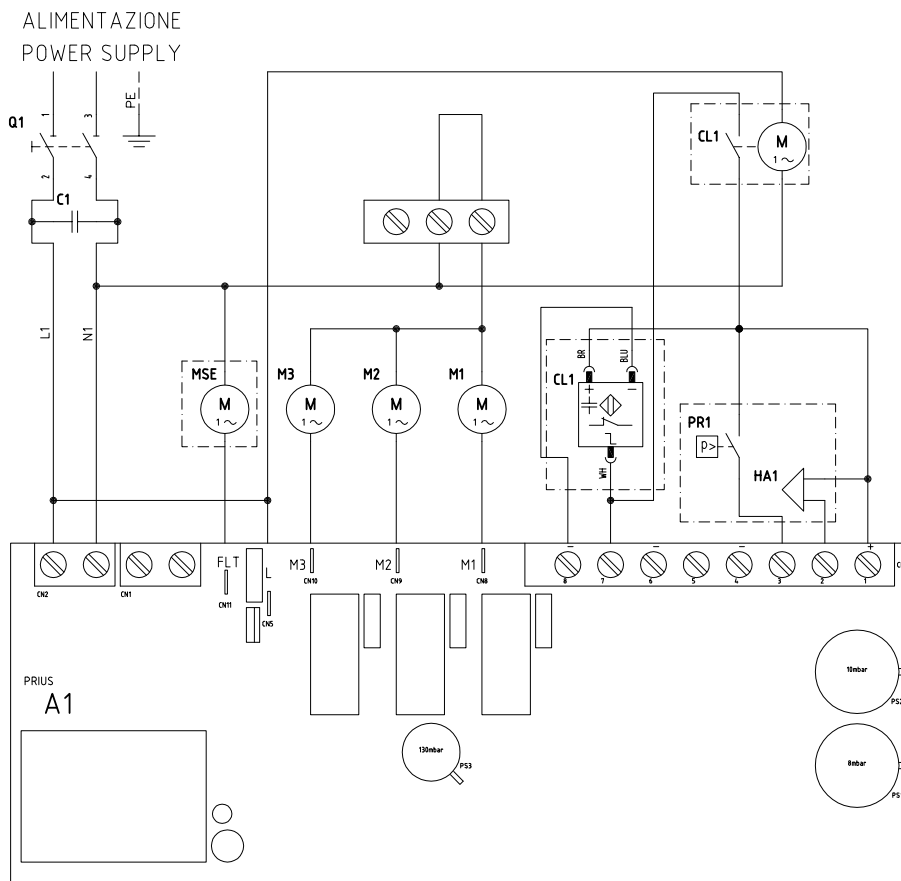 ALIMENTAZIONE
POWER SUPPLY
PE
Q1
1
3
2
4
C1
CL1
M
1~
L1
N1
BR
BLU
MSE
M3
M2
M1
CL1
M
1~
M
1~
M
1~
M
1~
+
−
PR1
P>
WH
HA1
FLT
L
M3
M2
M1
−
−
−
+
CN2
CN1
CN11
CN5
CN10
CN9
CN8
8
7
6
5
4
3
2
1
PRIUS
A1
10mbar
130mbar
PS3
8mbar